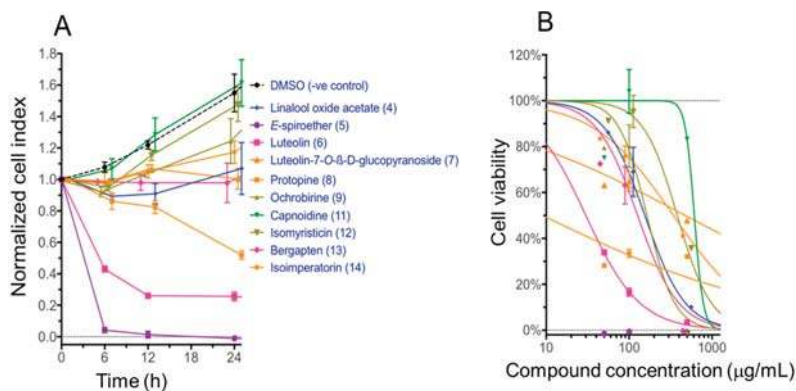 A
1.8
1.6
1.4
1.2
1.0
0.8
0.6
0.4
0.2
0.0
0
6
12
18
24
Normalized cell index
Time (h)
DMSO (-ve control)
Linalool oxide acetate (4)
E-spiroether (5)
Luteolin (6)
Luteolin-7-O-ß-D-glucopyranoside (7)
Protopine (8)
Ochrobirine (9)
Capnoidine (11)
Isomyristicin (12)
Bergapten (13)
Isoimperatorin (14)
B
120%
100%
80%
60%
40%
20%
0%
10
100
1000
Cell viability
Compound concentration (µg/mL)